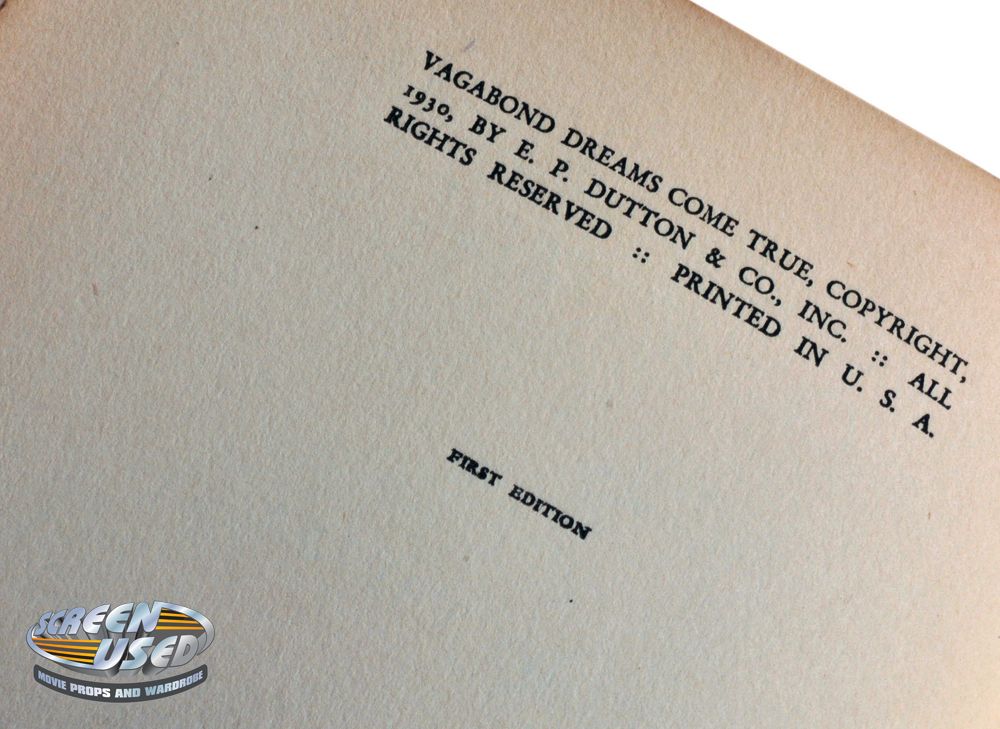 VAGABOND DREAMS COME TRUE, COPYRIGHT,
1930, BY E. P. DUTTON & CO., INC. :: ALL
RIGHTS RESERVED :: PRINTED IN U. S. A.
FIRST EDITION
SCREEN
USED
MOVIE PROPS AND WARDROBE